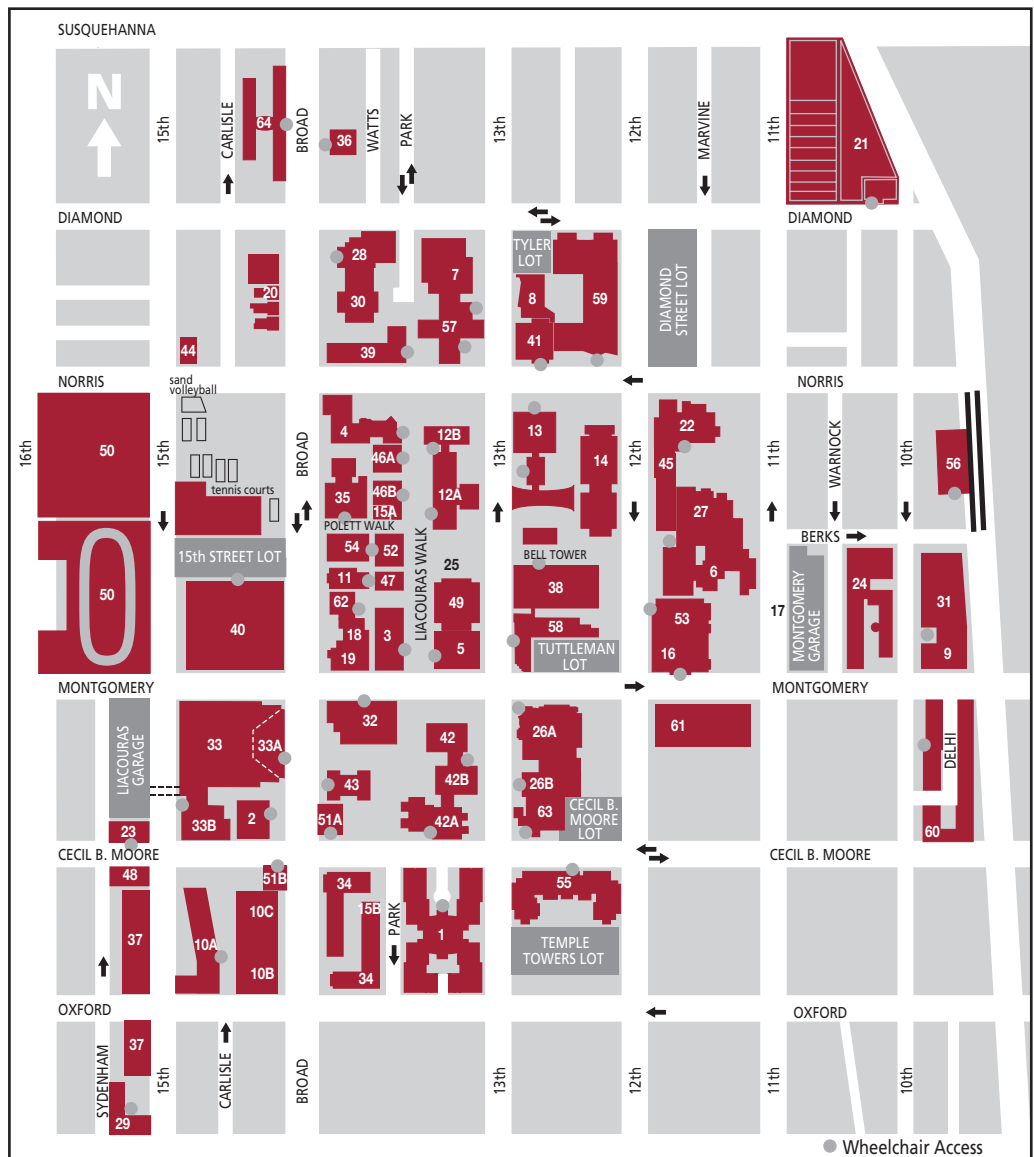 SUSQUEHANNA
N
15th
CARLISLE
64
BROAD
36
WATTS
PARK
13th
12th
MARVINE
11th
21
DIAMOND
DIAMOND
20
44
28
30
39
7
57
TYLER
LOT
8
59
41
DIAMOND
STREET LOT
NORRIS
NORRIS
16th
50
15th
sand
volleyball
tennis courts
BROAD
4
46A
46B
15A
35
12B
12A
POLETT WALK
13th
13
14
12th
22
45
27
11th
WARNOCK
10th
56
BERKS
50
15th STREET LOT
40
54
52
11
47
62
18
19
3
LIACOURAS WALK
25
49
5
BELL TOWER
38
58
TUTTLEMAN
LOT
6
53
16
17
MONTGOMERY
GARAGE
24
31
9
MONTGOMERY
MONTGOMERY
LIACOURAS
GARAGE
33
33A
33B
2
23
32
42
42B
42A
43
51A
26A
26B
63
CECIL B.
MOORE
LOT
61
DELHI
60
CECIL B. MOORE
CECIL B. MOORE
48
37
10A
51B
10C
10B
34
15B
34
PARK
1
55
TEMPLE
TOWERS LOT
OXFORD
OXFORD
37
29
SYDENHAM
15th
CARLISLE
BROAD
13th
12th
11th
10th
Wheelchair Access